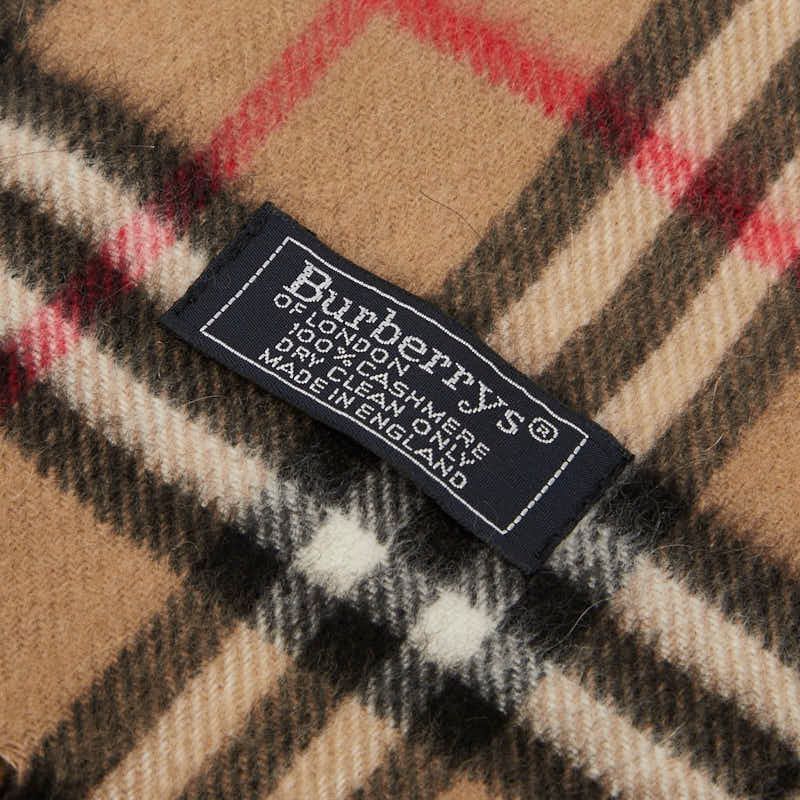 Burberrys®
OF LONDON
100% CASHMERE
DRY CLEAN ONLY
MADE IN ENGLAND